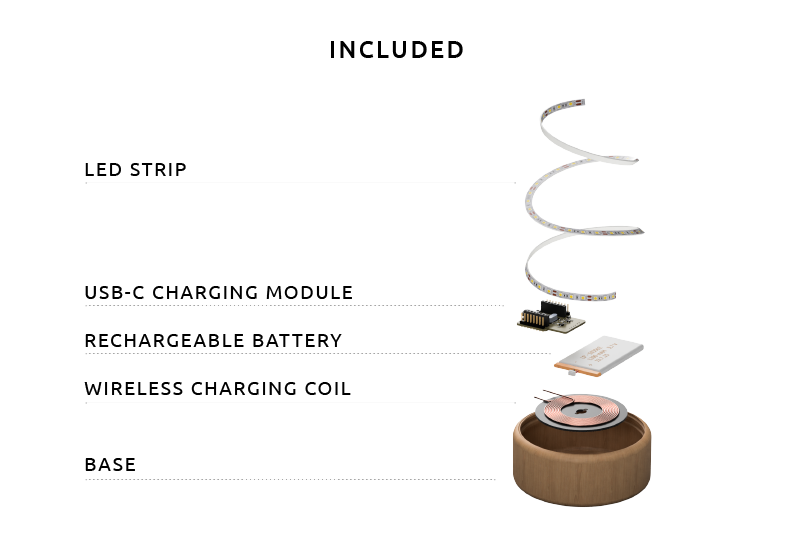 INCLUDED
LED STRIP
USB-C CHARGING MODULE
RECHARGEABLE BATTERY
WIRELESS CHARGING COIL
BASE